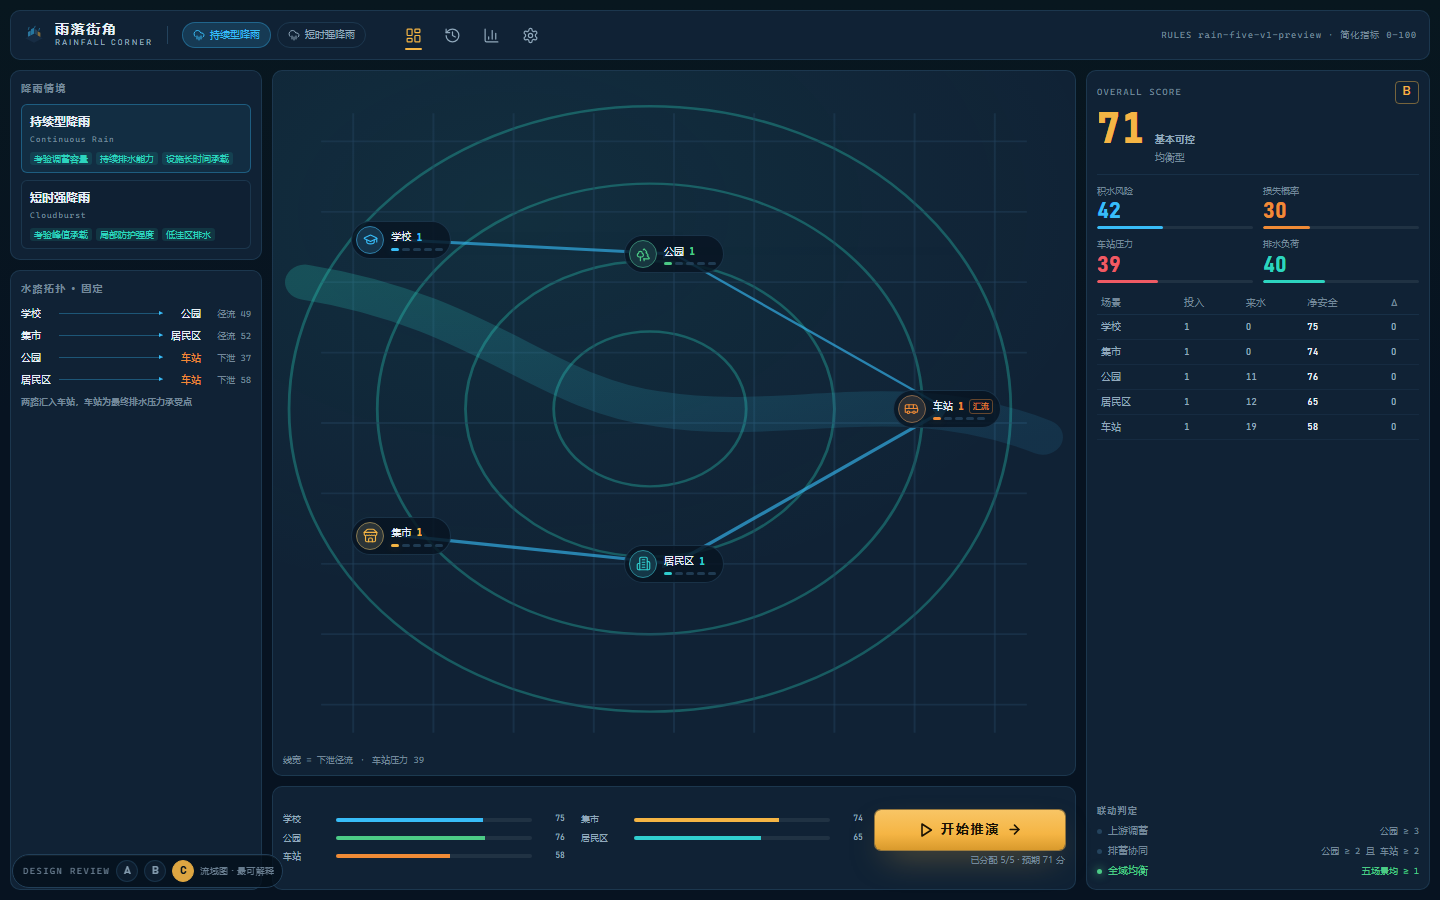 雨落街角
RAINFALL CORNER
持续型降雨
短时强降雨
RULES rain-five-v1-preview · 简化指标 0-100
降雨情境
持续型降雨
Continuous Rain
考验调蓄容量 持续排水能力 设施长时间承载
短时强降雨
Cloudburst
考验峰值承载 局部防护强度 低洼区排水
水路拓扑 • 固定
学校 公园 径流 49
集市 居民区 径流 52
公园 车站 下泄 37
居民区 车站 下泄 58
两路汇入车站，车站为最终排水压力承受点
学校 1
公园 1
车站 1 汇流
集市 1
居民区 1
线宽 = 下泄径流 · 车站压力 39
学校 75 集市 74
公园 76 居民区 65
车站 58
开始推演
已分配 5/5 · 预期 71 分
DESIGN REVIEW A B C 流域图 · 最可解释
OVERALL SCORE B
71 基本可控
均衡型
积水风险 损失概率
42 30
车站压力 排水负荷
39 40
场景 投入 来水 净安全 Δ
学校 1 0 75 0
集市 1 0 74 0
公园 1 11 76 0
居民区 1 12 65 0
车站 1 19 58 0
联动判定
上游调蓄 公园 ≥ 3
排蓄协同 公园 ≥ 2 且 车站 ≥ 2
全域均衡 五场景均 ≥ 1